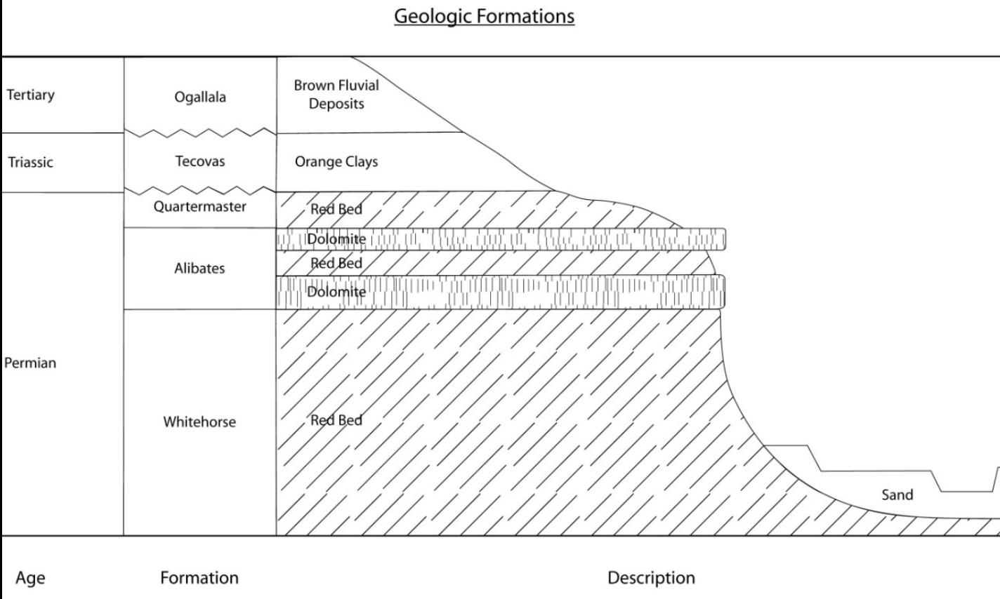 Geologic Formations
Tertiary
Ogallala
Brown Fluvial
Deposits
Triassic
Tecovas
Orange Clays
Quartermaster
Red Bed
Dolomite
Alibates
Red Bed
Dolomite
Permian
Whitehorse
Red Bed
Sand
Age
Formation
Description